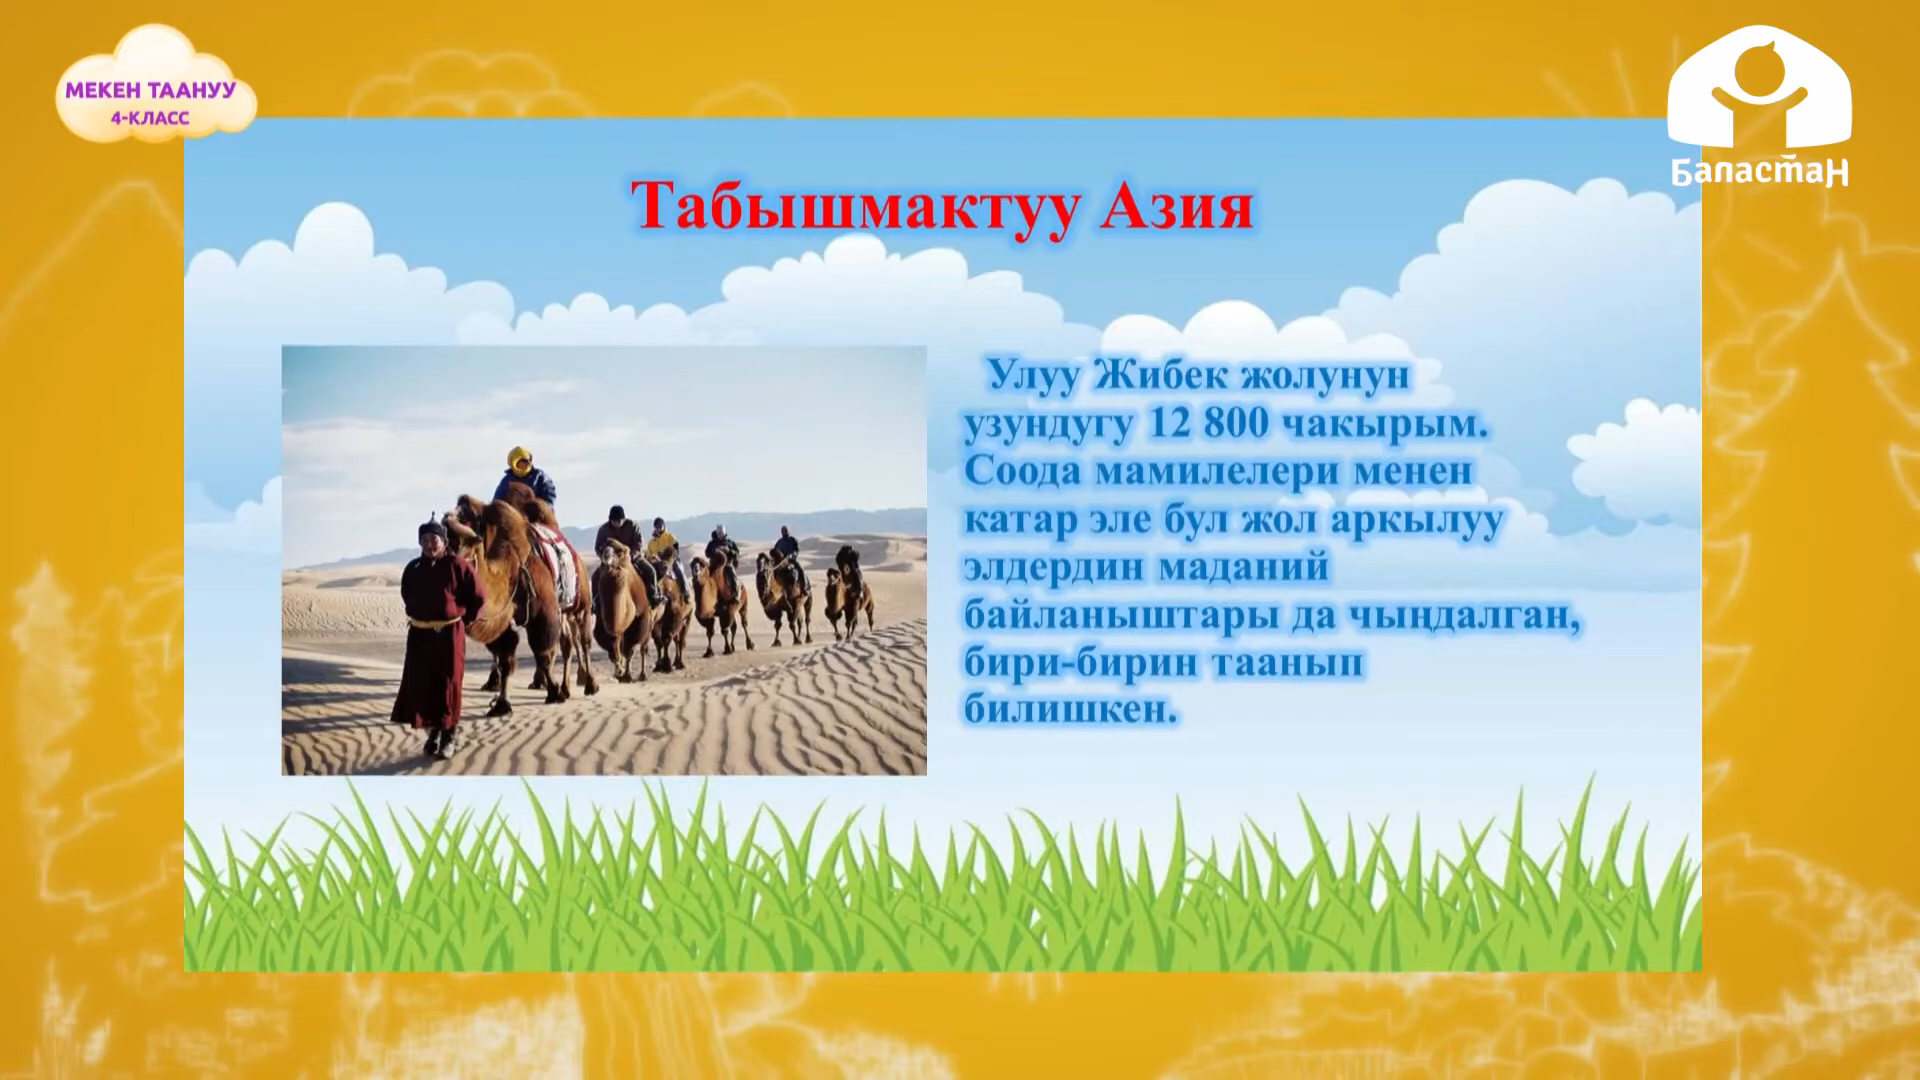 МЕКЕН ТААНУУ
4-КЛАСС
Баластан
Табышмактуу Азия
Улуу Жибек жолунун
узундугу 12 800 чакырым.
Соода мамилелери менен
катар эле бул жол аркылуу
элдердин маданий
байланыштары да чыңдалган,
бири-бирин таанып
билишкен.